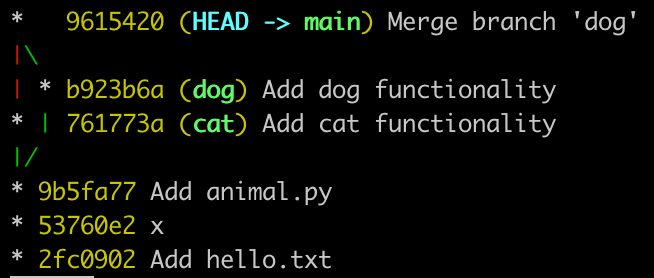 *   9615420 (HEAD -> main) Merge branch 'dog'
|\
| * b923b6a (dog) Add dog functionality
* | 761773a (cat) Add cat functionality
|/
* 9b5fa77 Add animal.py
* 53760e2 x
* 2fc0902 Add hello.txt